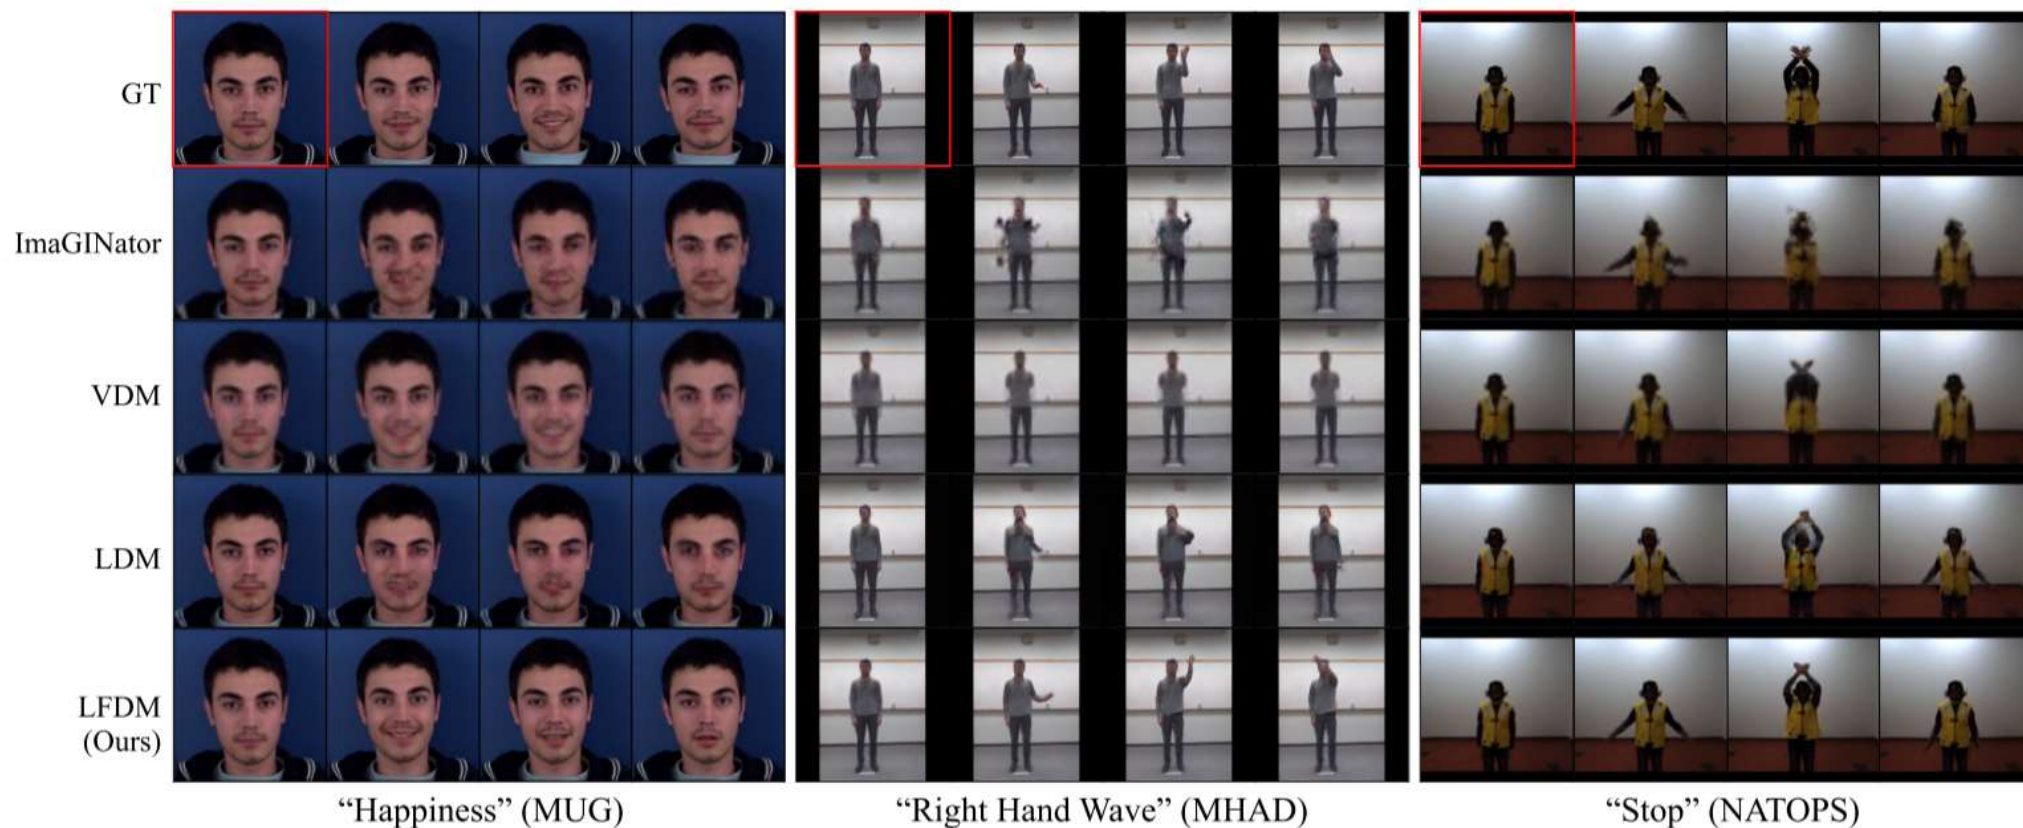 GT
ImaGINator
VDM
LDM
LFDM
(Ours)
“Happiness” (MUG)
“Right Hand Wave” (MHAD)
“Stop” (NATOPS)